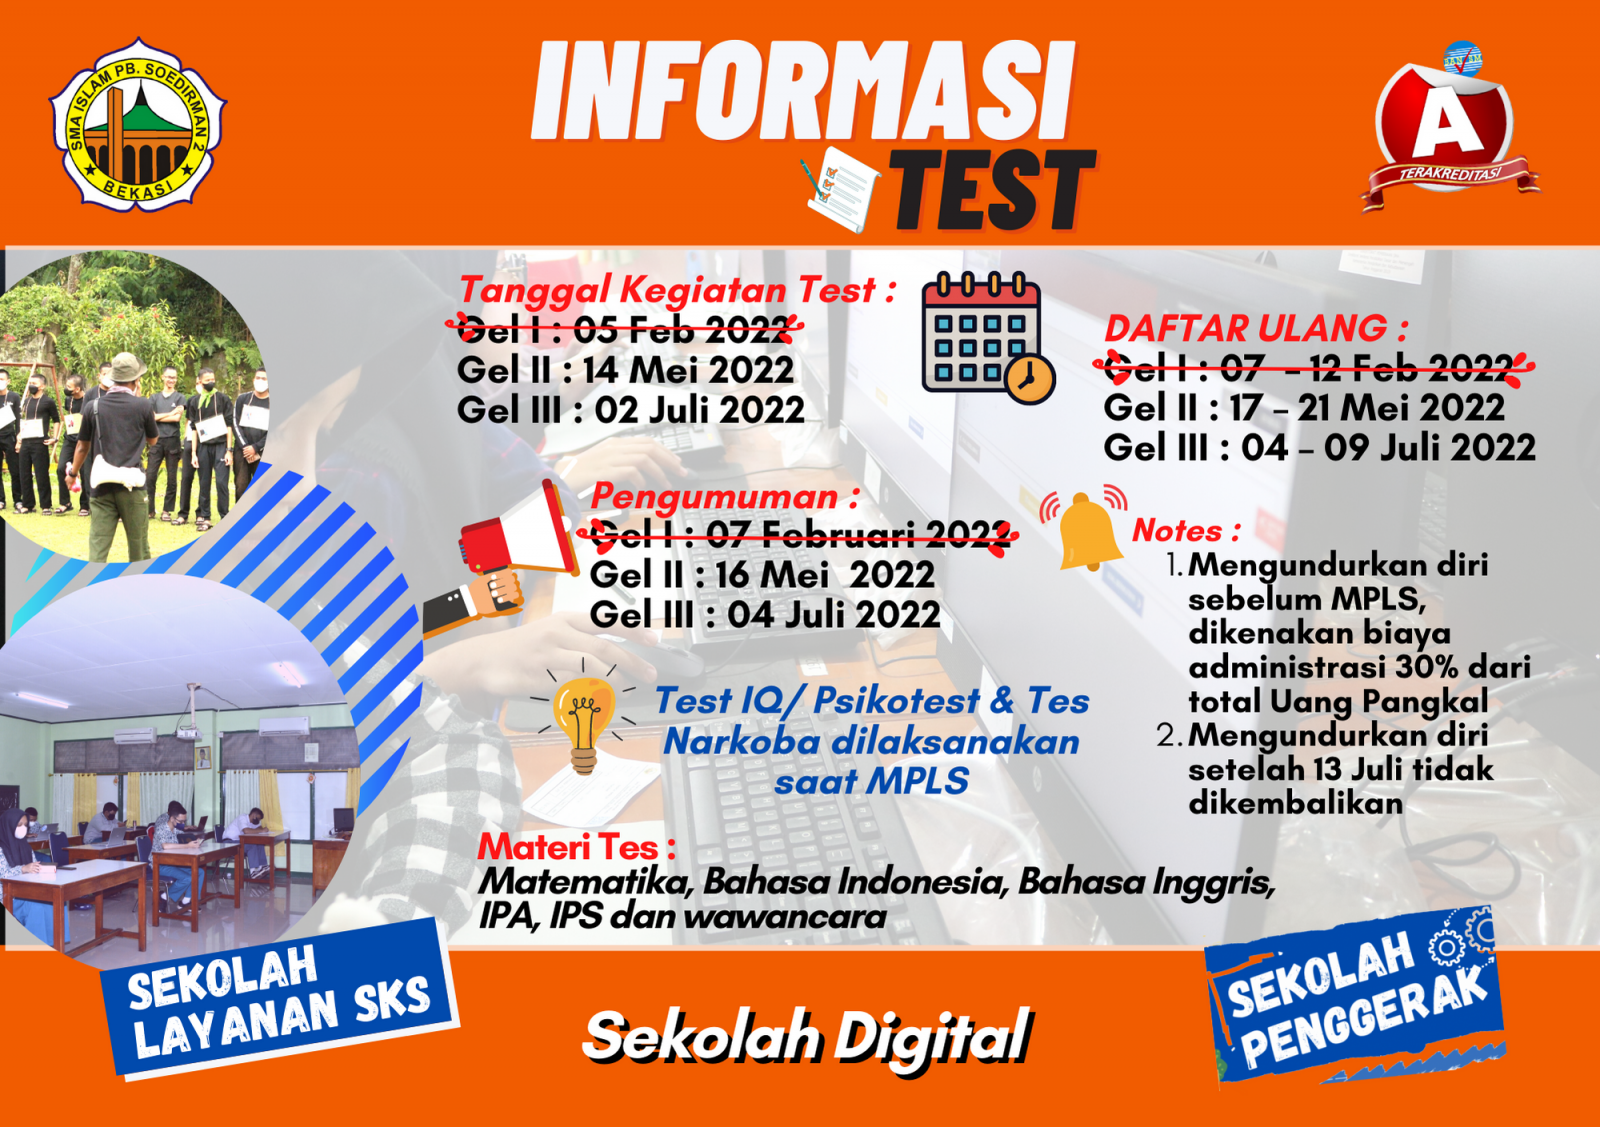 SMA ISLAM PB. SOEDIRMAN 2
BEKASI
INFORMASI
TEST
A
TERAKREDITASI
Tanggal Kegiatan Test :
Gel I : 05 Feb 2022
Gel II : 14 Mei 2022
Gel III : 02 Juli 2022
DAFTAR ULANG :
Gel I : 07 – 12 Feb 2022
Gel II : 17 – 21 Mei 2022
Gel III : 04 – 09 Juli 2022
Pengumuman :
Gel I : 07 Februari 2022
Gel II : 16 Mei 2022
Gel III : 04 Juli 2022
Notes :
1. Mengundurkan diri
sebelum MPLS,
dikenakan biaya
administrasi 30% dari
total Uang Pangkal
2. Mengundurkan diri
setelah 13 Juli tidak
dikembalikan
Test IQ/ Psikotest & Tes
Narkoba dilaksanakan
saat MPLS
Materi Tes :
Matematika, Bahasa Indonesia, Bahasa Inggris,
IPA, IPS dan wawancara
SEKOLAH
LAYANAN SKS
Sekolah Digital
SEKOLAH
PENGGERAK